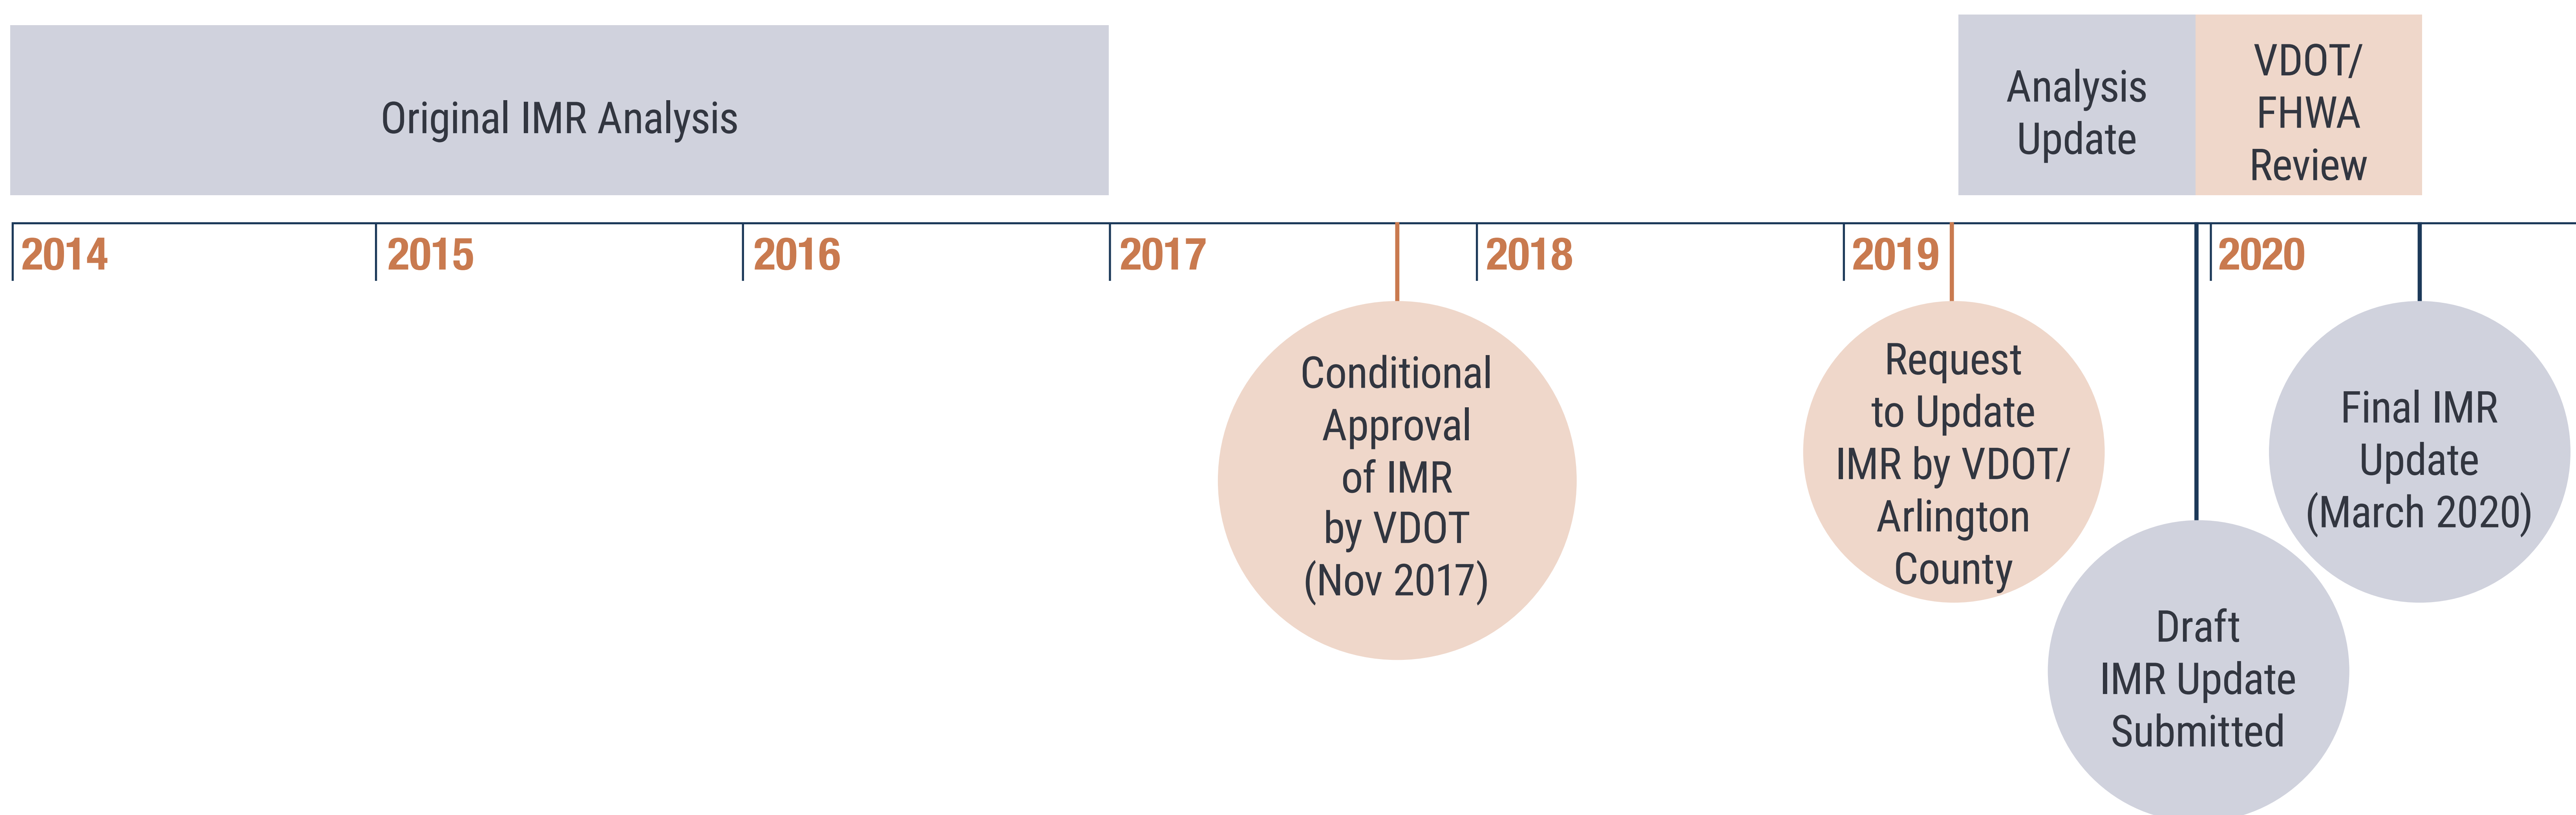 Original IMR Analysis
Analysis
Update
VDOT/
FHWA
Review
2014
2015
2016
2017
2018
2019
2020
Conditional
Approval
of IMR
by VDOT
(Nov 2017)
Request
to Update
IMR by VDOT/
Arlington
County
Draft
IMR Update
Submitted
Final IMR
Update
(March 2020)